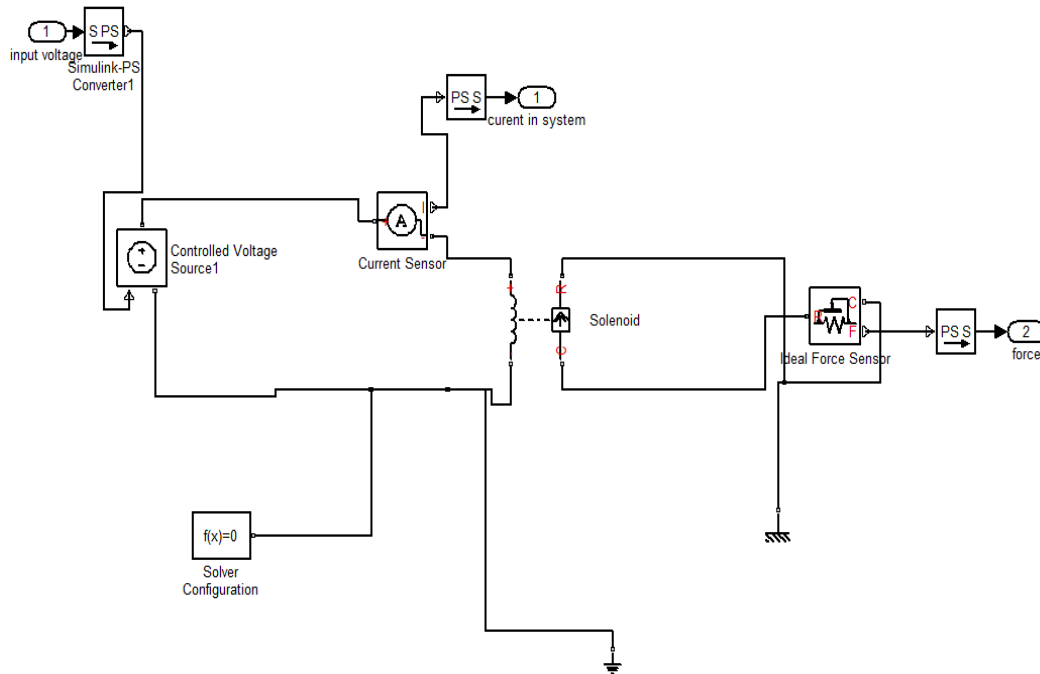 1
input voltage
S PS
Simulink-PS
Converter1
PS S
1
curent in system
A
I
+
-
Current Sensor
+
-
Controlled Voltage
Source1
+
R
C
Solenoid
R
C
F
Ideal Force Sensor
PS S
2
force
f(x)=0
Solver
Configuration